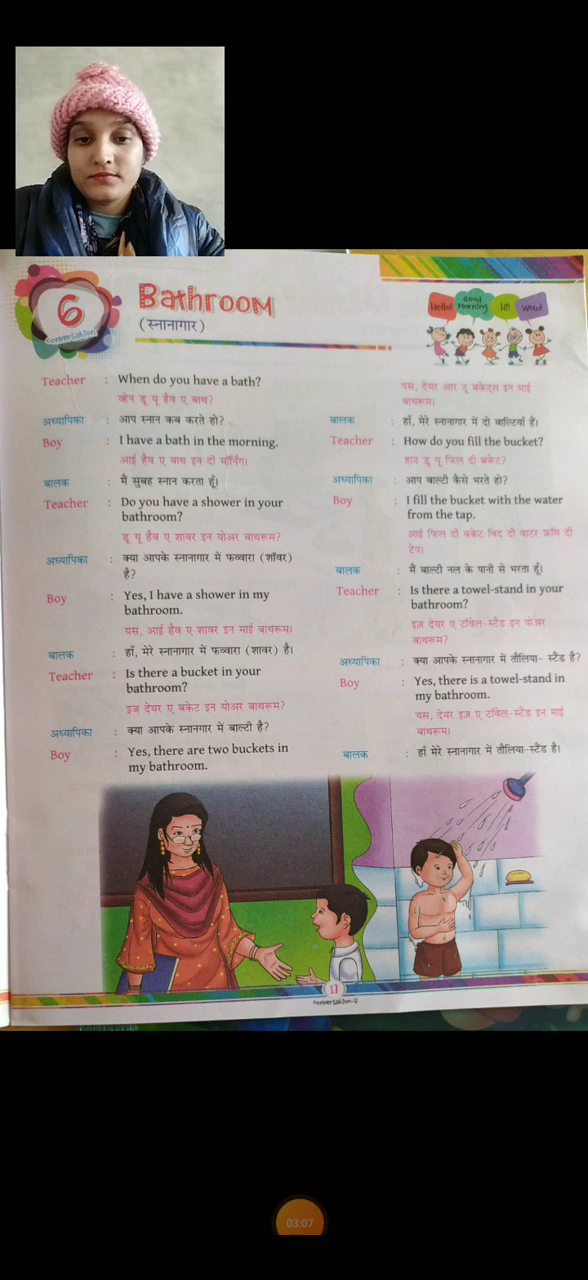 6
Conversation
Bathroom
(स्नानागार)
Hello!
Good
Morning
Hi!
Wow!
Teacher : When do you have a bath?
व्हेन डू यू हैव ए बाथ?
अध्यापिका : आप स्नान कब करते हो?
Boy : I have a bath in the morning.
आई हैव ए बाथ इन दी मॉर्निंग।
बालक : मैं सुबह स्नान करता हूँ।
Teacher : Do you have a shower in your
bathroom?
डू यू हैव ए शावर इन योअर बाथरूम?
अध्यापिका : क्या आपके स्नानागार में फव्वारा (शॉवर)
है?
Boy : Yes, I have a shower in my
bathroom.
यस, आई हैव ए शावर इन माई बाथरूम।
बालक : हाँ, मेरे स्नानागार में फव्वारा (शावर) है।
Teacher : Is there a bucket in your
bathroom?
इज देयर ए बकेट इन योअर बाथरूम?
अध्यापिका : क्या आपके स्नानगार में बाल्टी है?
Boy : Yes, there are two buckets in
my bathroom.
यस, देयर आर टू बकेट्स इन माई
बाथरूम।
बालक : हाँ, मेरे स्नानागार में दो बाल्टियाँ हैं।
Teacher : How do you fill the bucket?
हाउ डू यू फिल दी बकेट?
अध्यापिका : आप बाल्टी कैसे भरते हो?
Boy : I fill the bucket with the water
from the tap.
आई फिल दी बकेट विद दी वाटर फ्रॉम दी
टेप।
बालक : मैं बाल्टी नल के पानी से भरता हूँ।
Teacher : Is there a towel-stand in your
bathroom?
इज़ देयर ए टॉवेल-स्टैंड इन योअर
बाथरूम?
अध्यापिका : क्या आपके स्नानागार में तौलिया- स्टैंड है?
Boy : Yes, there is a towel-stand in
my bathroom.
यस, देयर इज़ ए टॉवेल-स्टैंड इन माई
बाथरूम।
बालक : हाँ मेरे स्नानागार में तौलिया-स्टैंड है।
11
Conversation-2
03:07